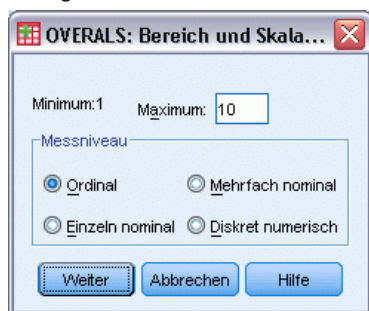 OVERALS: Bereich und Skala...
Minimum:1 Maximum: 10
Messniveau
Ordinal Mehrfach nominal
Einzeln nominal Diskret numerisch
Weiter Abbrechen Hilfe